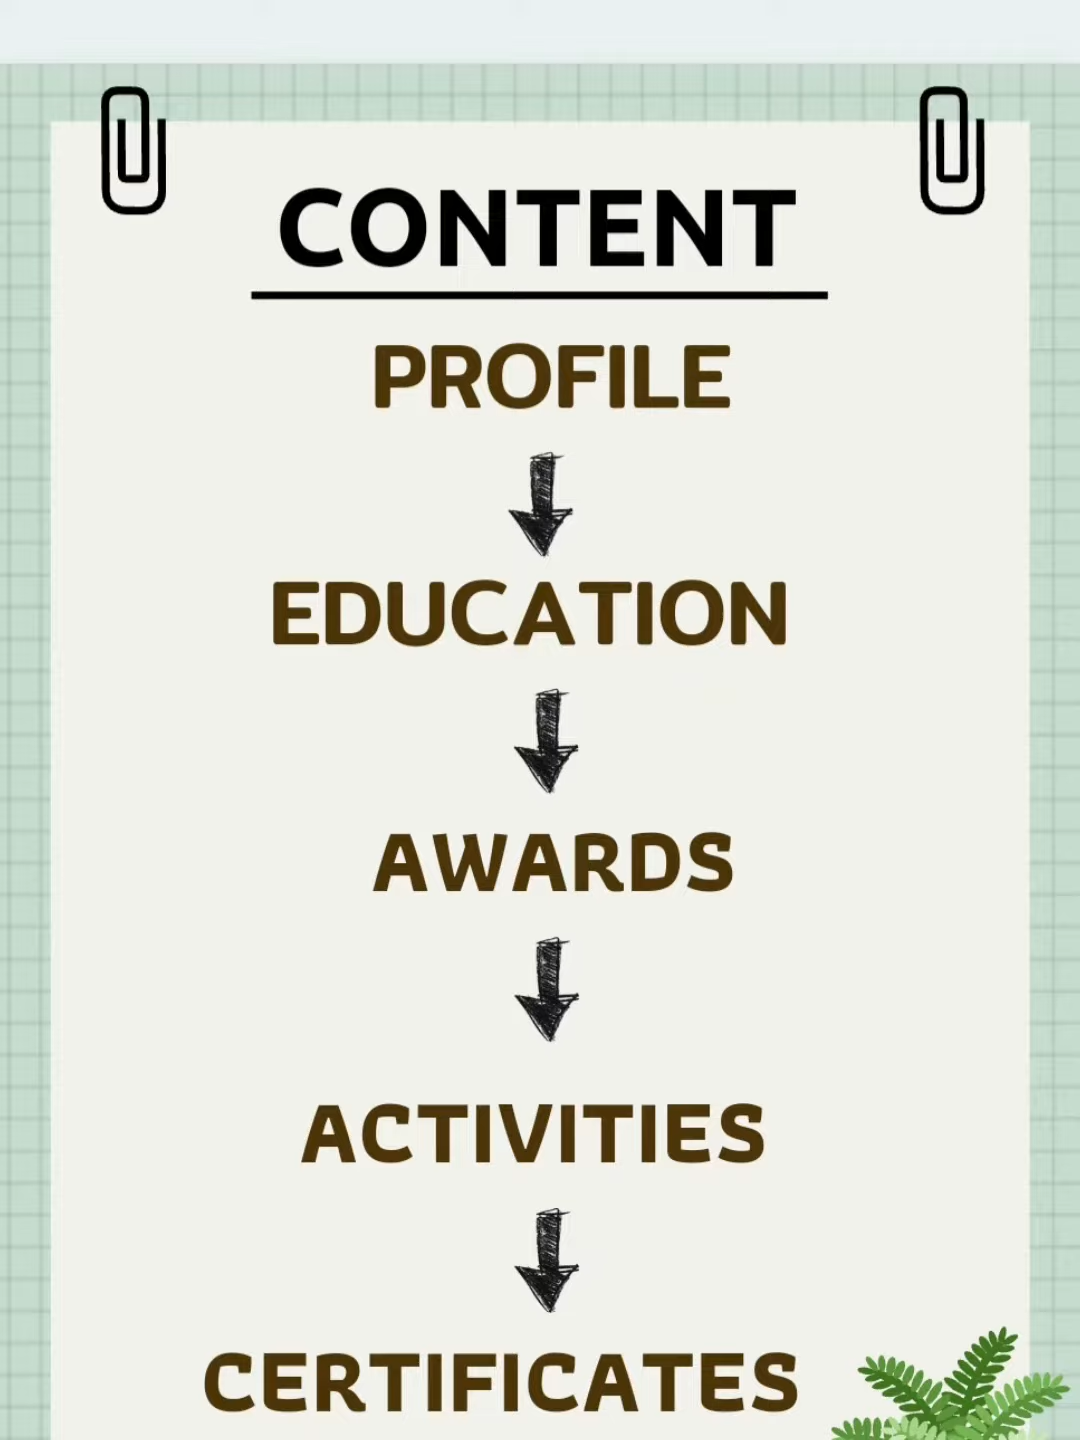 CONTENT
PROFILE
EDUCATION
AWARDS
ACTIVITIES
CERTIFICATES